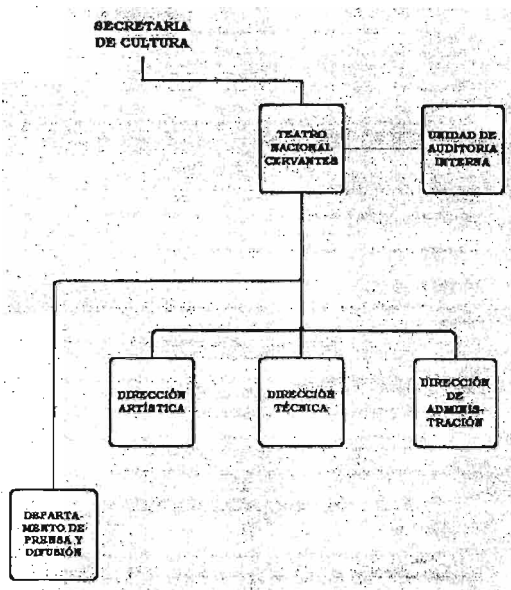 SECRETARIA
DE CULTURA
TEATRO
NACIONAL
CERVANTES
UNIDAD DE
AUDITORIA
INTERNA
DIRECCIÓN
ARTÍSTICA
DIRECCIÓN
TÉCNICA
DIRECCIÓN
DE
ADMINIS-
TRACIÓN
DEPARTA-
MENTO DE
PRENSA Y
DIFUSIÓN